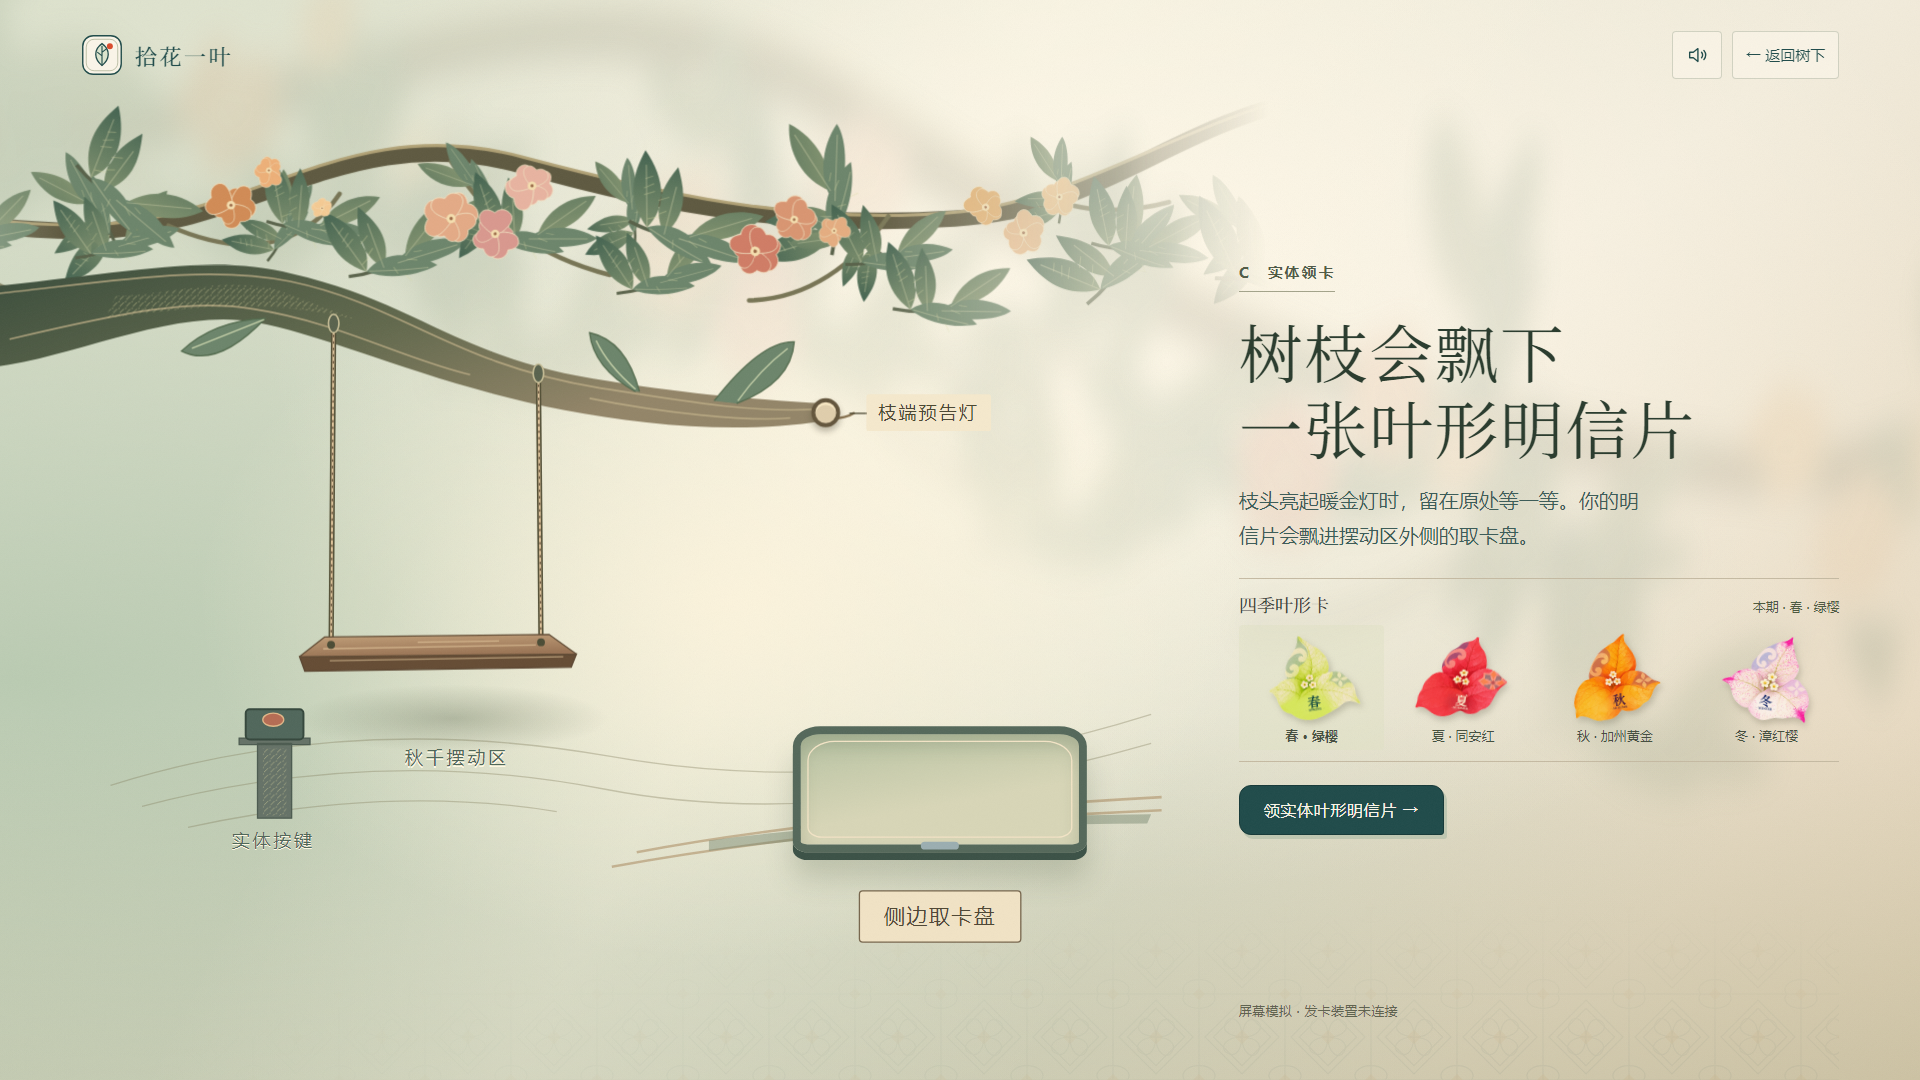 拾花一叶
← 返回树下
枝端预告灯
秋千摆动区
实体按键
侧边取卡盘
C 实体领卡
树枝会飘下
一张叶形明信片
枝头亮起暖金灯时，留在原处等一等。你的明
信片会飘进摆动区外侧的取卡盘。
四季叶形卡
本期 · 春 · 绿樱
春
夏
秋
冬
春 · 绿樱
夏 · 同安红
秋 · 加州黄金
冬 · 漳红樱
领实体叶形明信片 →
屏幕模拟 · 发卡装置未连接